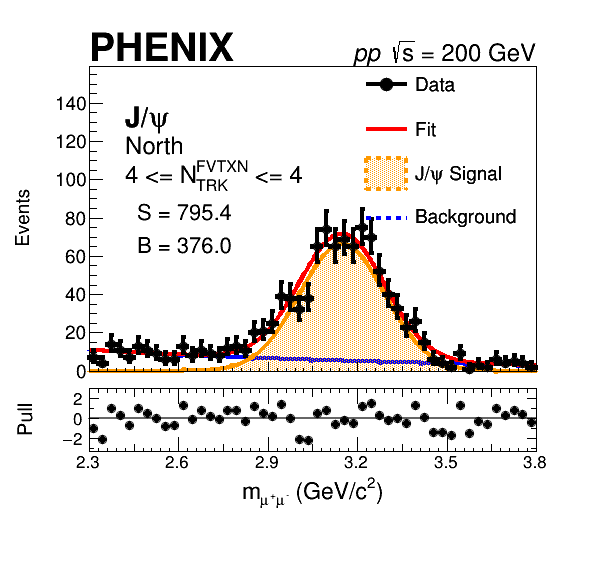 PHENIX
pp √s = 200 GeV
J/ψ
North
4 <= N_TRK^FVTXN <= 4
S = 795.4
B = 376.0
Data
Fit
J/ψ Signal
Background
Events
140
120
100
80
60
40
20
0
Pull
2
0
−2
2.3 2.6 2.9 3.2 3.5 3.8
m_μ⁺μ⁻ (GeV/c²)